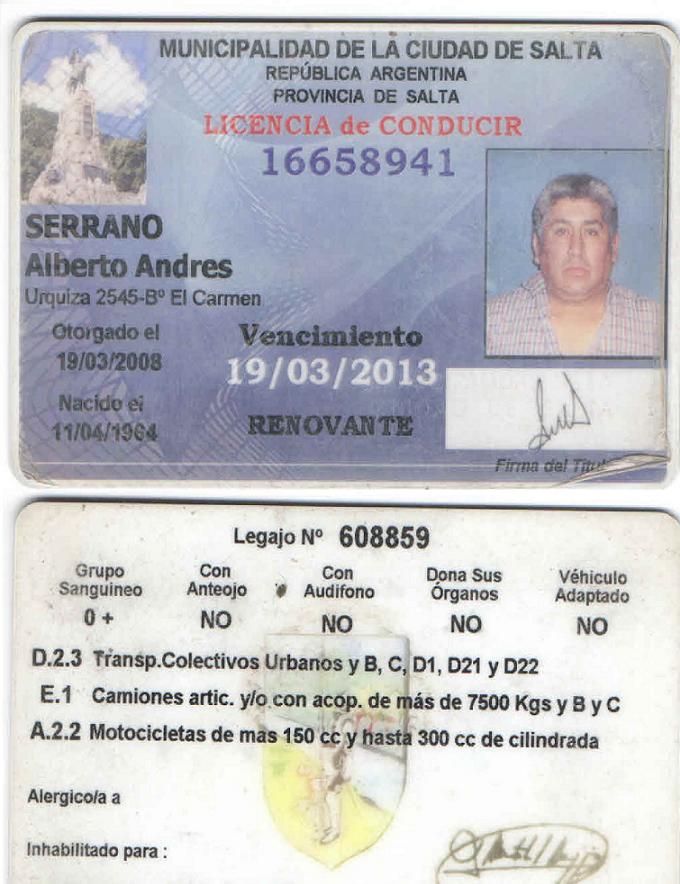 MUNICIPALIDAD DE LA CIUDAD DE SALTA
REPÚBLICA ARGENTINA
PROVINCIA DE SALTA
LICENCIA de CONDUCIR
16658941
SERRANO
Alberto Andres
Urquiza 2545-Bº El Carmen
Otorgado el
19/03/2008
Vencimiento
19/03/2013
Nacido el
11/04/1964
RENOVANTE
Firma del Titul
Legajo Nº 608859
Grupo Sanguineo
0 +
Con Anteojo
NO
Con Audifono
NO
Dona Sus Órganos
NO
Véhiculo Adaptado
NO
D.2.3 Transp.Colectivos Urbanos y B, C, D1, D21 y D22
E.1 Camiones artic. y/o con acop. de más de 7500 Kgs y B y C
A.2.2 Motocicletas de mas 150 cc y hasta 300 cc de cilindrada
Alergico/a a
Inhabilitado para :